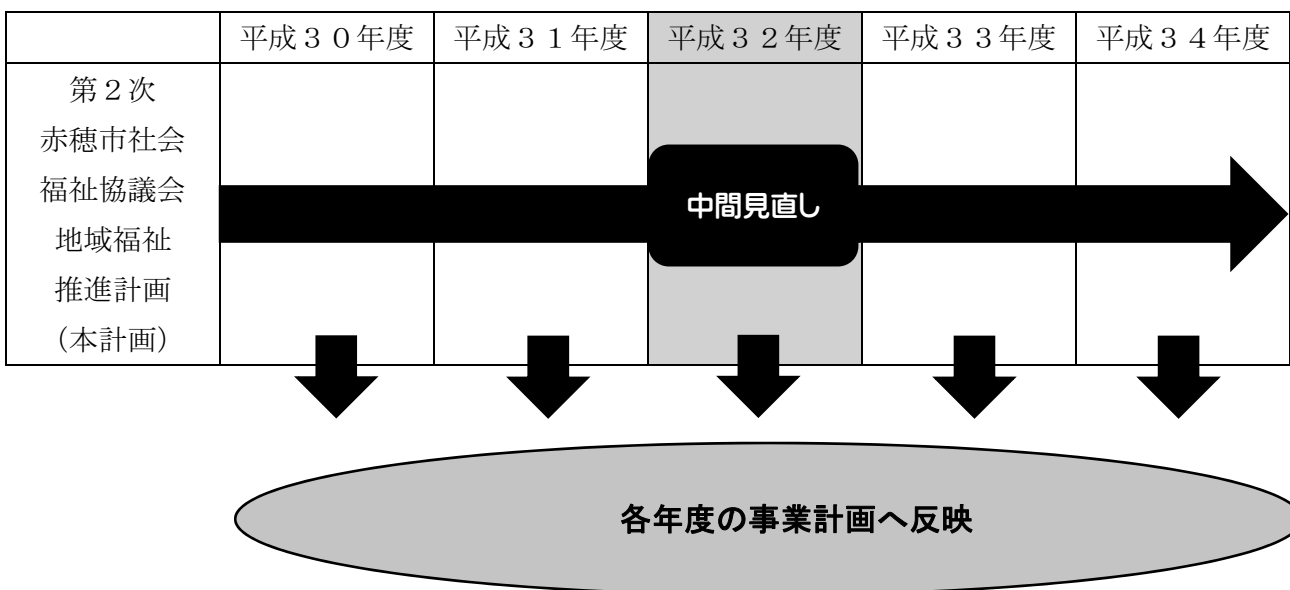 平成３０年度
平成３１年度
平成３２年度
平成３３年度
平成３４年度
第２次
赤穂市社会
福祉協議会
地域福祉
推進計画
（本計画）
中間見直し
各年度の事業計画へ反映